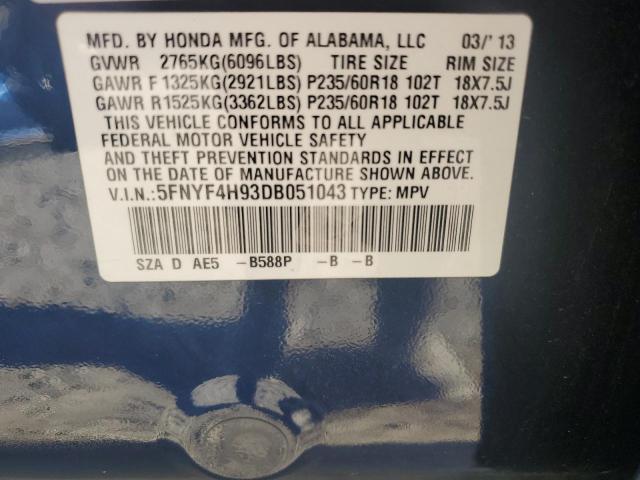 MFD. BY HONDA MFG. OF ALABAMA, LLC 03/'13
GVWR 2765KG(6096LBS) TIRE SIZE RIM SIZE
GAWR F 1325KG(2921LBS) P235/60R18 102T 18X7.5J
GAWR R1525KG(3362LBS) P235/60R18 102T 18X7.5J
THIS VEHICLE CONFORMS TO ALL APPLICABLE
FEDERAL MOTOR VEHICLE SAFETY
AND THEFT PREVENTION STANDARDS IN EFFECT
ON THE DATE OF MANUFACTURE SHOWN ABOVE.
V.I.N.:5FNYF4H93DB051043 TYPE: MPV
SZA D AE5 -B588P -B -B